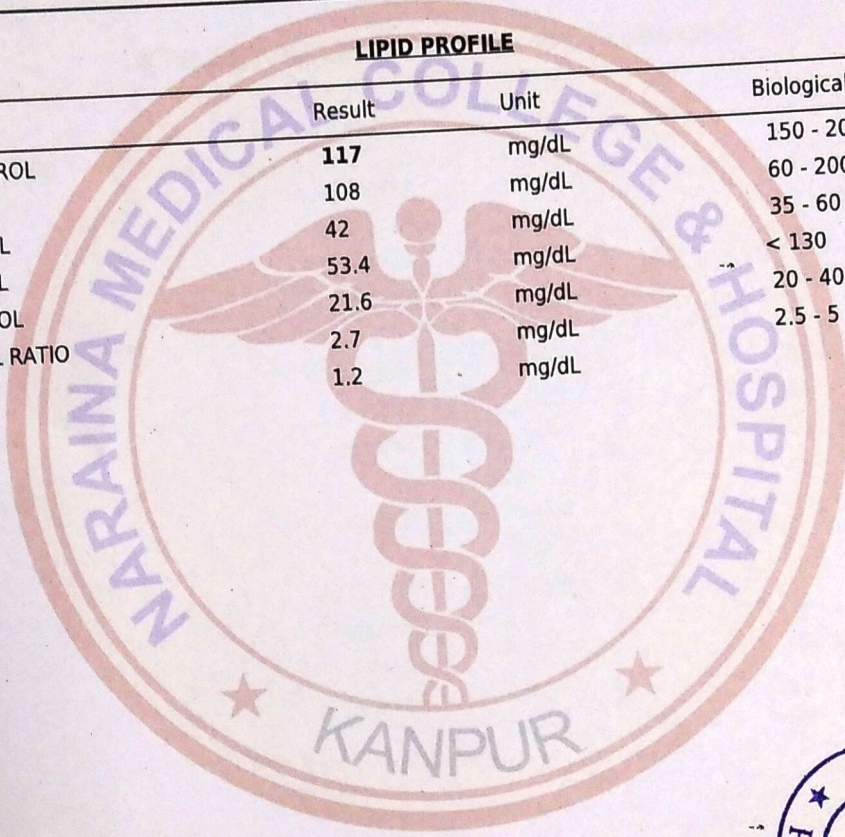 LIPID PROFILE
Result Unit Biological
ROL 117 mg/dL 150 - 20
108 mg/dL 60 - 200
L 42 mg/dL 35 - 60
L 53.4 mg/dL < 130
OL 21.6 mg/dL 20 - 40
RATIO 2.7 mg/dL 2.5 - 5
1.2 mg/dL
NARAINA MEDICAL COLLEGE & HOSPITAL
KANPUR